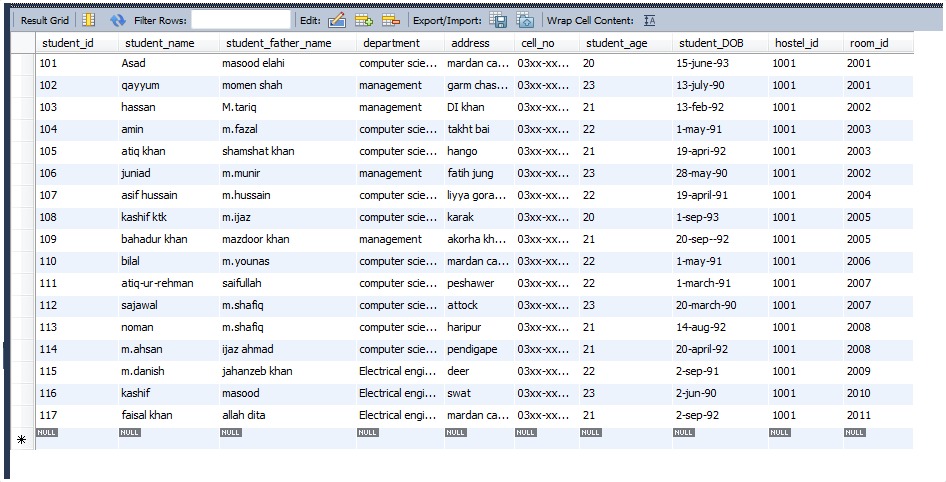 Result Grid Filter Rows: Edit: Export/Import: Wrap Cell Content: IA
student_id student_name student_father_name department address cell_no student_age student_DOB hostel_id room_id
101 Asad masood elahi computer scie... mardan ca... 03xx-xx... 20 15-june-93 1001 2001
102 qayyum momen shah management garm chas... 03xx-xx... 23 13-july-90 1001 2001
103 hassan M.tariq management DI khan 03xx-xx... 21 13-feb-92 1001 2002
104 amin m.fazal computer scie... takht bai 03xx-xx... 22 1-may-91 1001 2003
105 atiq khan shamshat khan computer scie... hango 03xx-xx... 21 19-apri-92 1001 2003
106 juniad m.munir management fatih jung 03xx-xx... 23 28-may-90 1001 2002
107 asif hussain m.hussain computer scie... liyya gora... 03xx-xx... 22 19-april-91 1001 2004
108 kashif ktk m.ijaz computer scie... karak 03xx-xx... 20 1-sep-93 1001 2005
109 bahadur khan mazdoor khan management akorha kh... 03xx-xx... 21 20-sep--92 1001 2005
110 bilal m.younas computer scie... mardan ca... 03xx-xx... 22 1-may-91 1001 2006
111 atiq-ur-rehman saifullah computer scie... peshawer 03xx-xx... 22 1-march-91 1001 2007
112 sajawal m.shafiq computer scie... attock 03xx-xx... 23 20-march-90 1001 2007
113 noman m.shafiq computer scie... haripur 03xx-xx... 21 14-aug-92 1001 2008
114 m.ahsan ijaz ahmad computer scie... pendigape 03xx-xx... 21 20-april-92 1001 2008
115 m.danish jahanzeb khan Electrical engi... deer 03xx-xx... 22 2-sep-91 1001 2009
116 kashif masood Electrical engi... swat 03xx-xx... 23 2-jun-90 1001 2010
117 faisal khan allah dita Electrical engi... mardan ca... 03xx-xx... 21 2-sep-92 1001 2011
NULL NULL NULL NULL NULL NULL NULL NULL NULL NULL